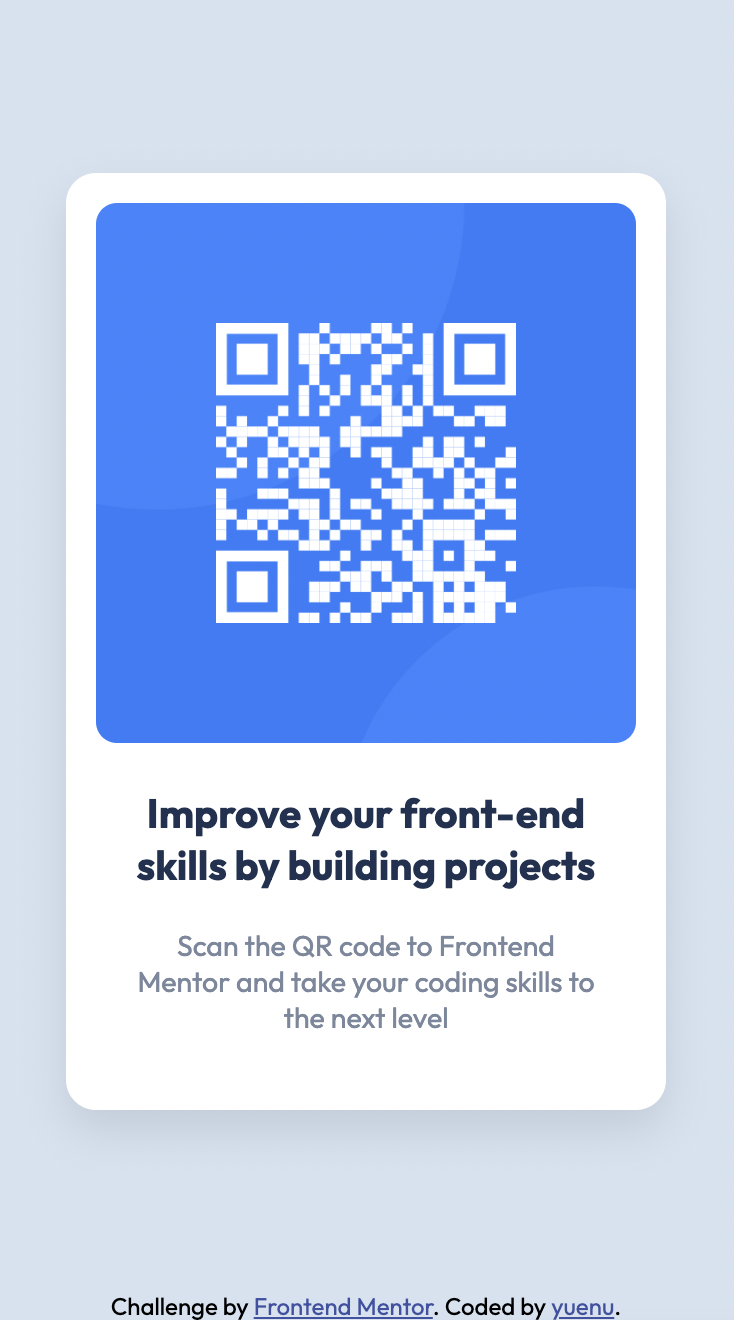 Improve your front-end
skills by building projects
Scan the QR code to Frontend
Mentor and take your coding skills to
the next level
Challenge by Frontend Mentor. Coded by yuenu.